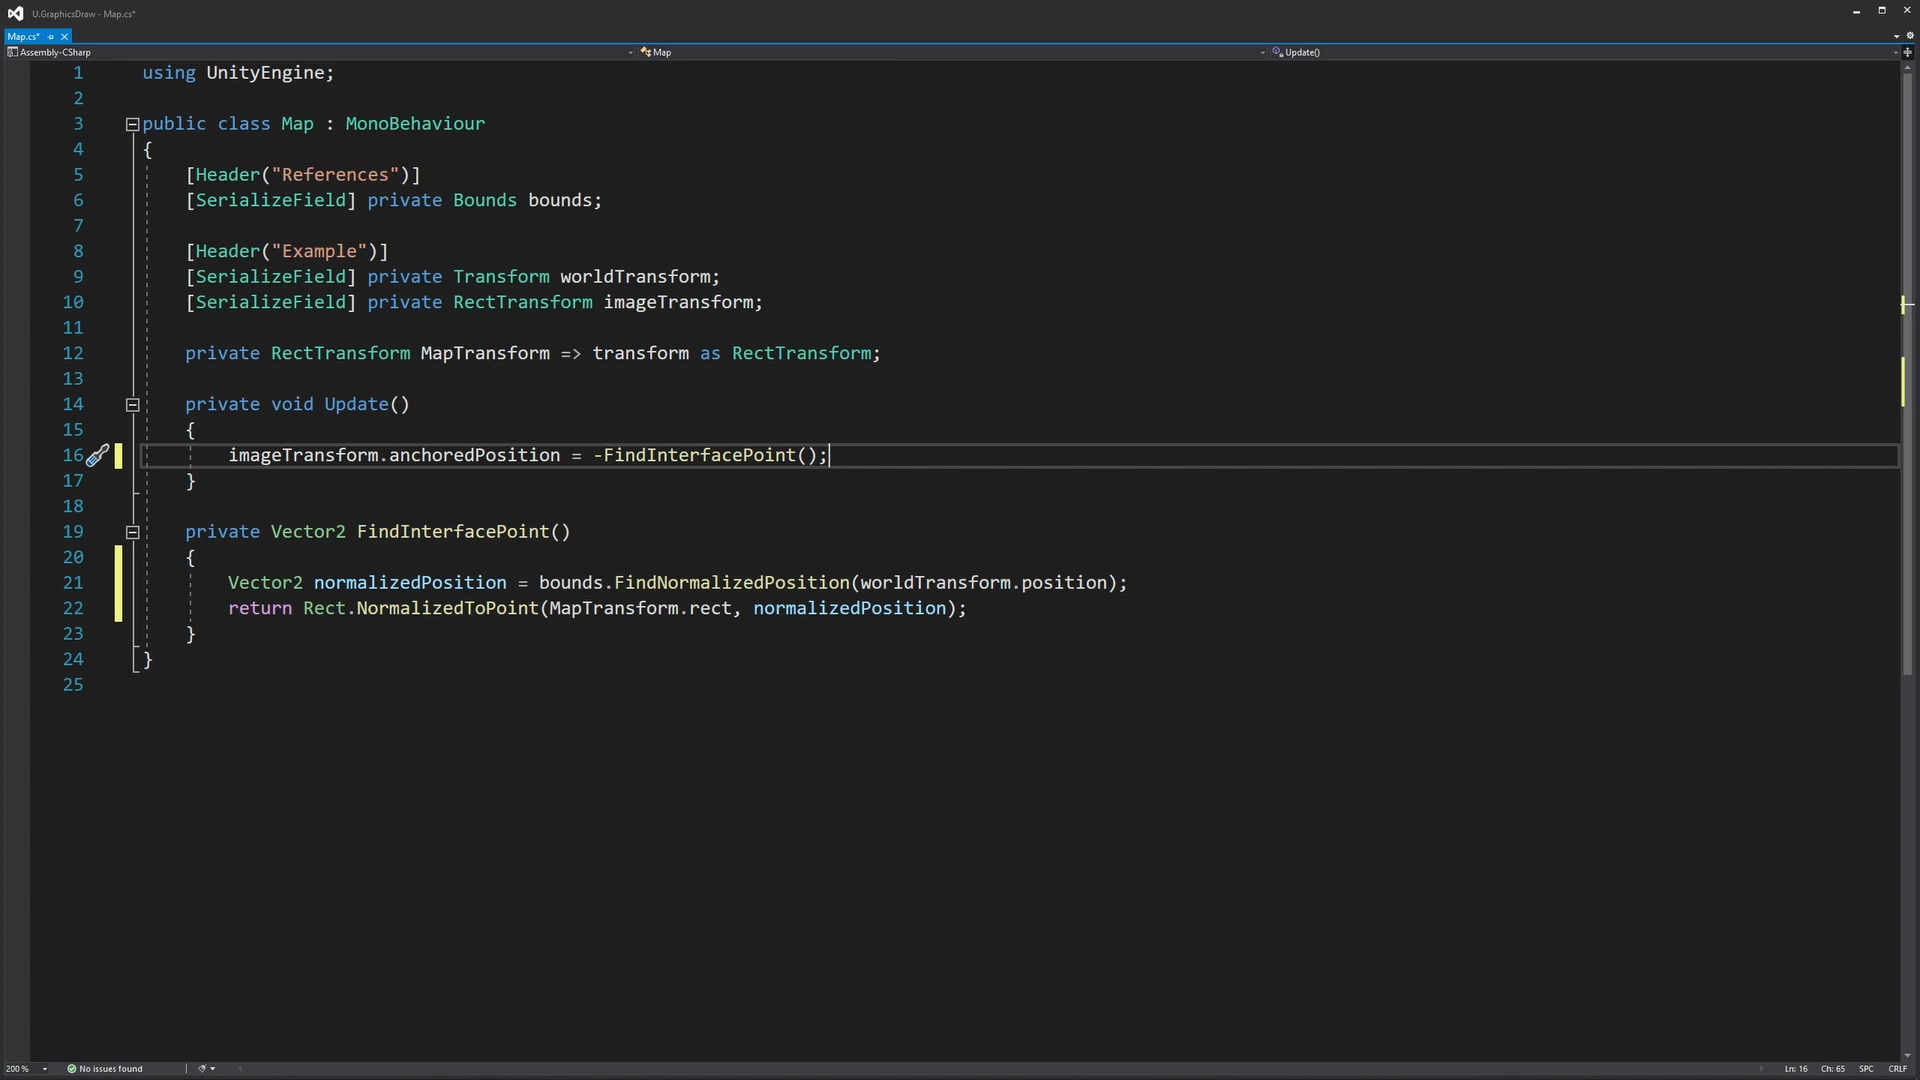 U.GraphicsDraw - Map.cs*
Map.cs*
Assembly-CSharp Map Update()
1 using UnityEngine;
2
3 public class Map : MonoBehaviour
4 {
5 [Header("References")]
6 [SerializeField] private Bounds bounds;
7
8 [Header("Example")]
9 [SerializeField] private Transform worldTransform;
10 [SerializeField] private RectTransform imageTransform;
11
12 private RectTransform MapTransform => transform as RectTransform;
13
14 private void Update()
15 {
16 imageTransform.anchoredPosition = -FindInterfacePoint();
17 }
18
19 private Vector2 FindInterfacePoint()
20 {
21 Vector2 normalizedPosition = bounds.FindNormalizedPosition(worldTransform.position);
22 return Rect.NormalizedToPoint(MapTransform.rect, normalizedPosition);
23 }
24 }
25
200 % No issues found Ln: 16 Ch: 65 SPC CRLF